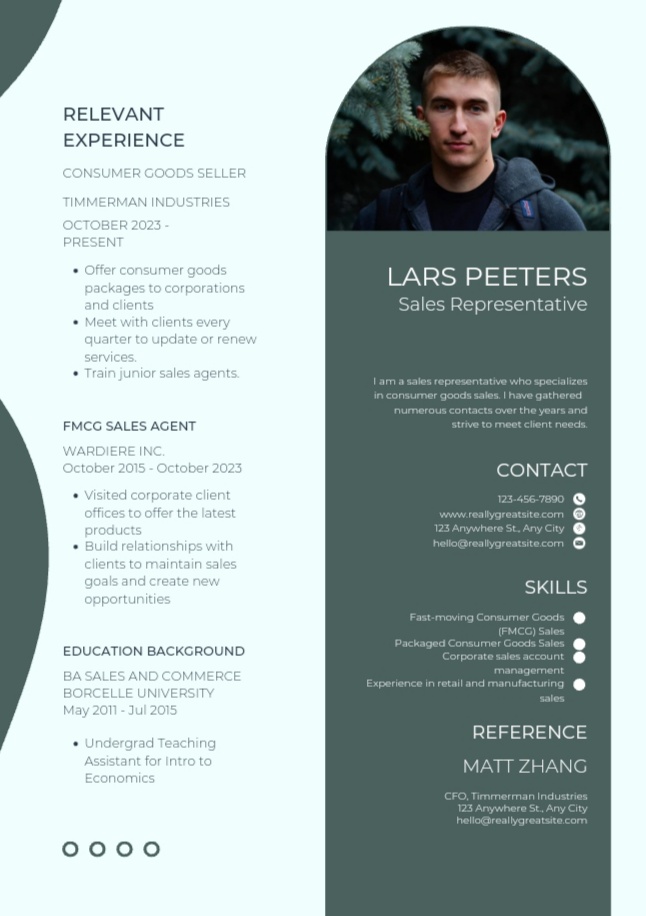 RELEVANT
EXPERIENCE
CONSUMER GOODS SELLER
TIMMERMAN INDUSTRIES
OCTOBER 2023 -
PRESENT
• Offer consumer goods
packages to corporations
and clients
• Meet with clients every
quarter to update or renew
services.
• Train junior sales agents.
FMCG SALES AGENT
WARDIERE INC.
October 2015 - October 2023
• Visited corporate client
offices to offer the latest
products
• Build relationships with
clients to maintain sales
goals and create new
opportunities
EDUCATION BACKGROUND
BA SALES AND COMMERCE
BORCELLE UNIVERSITY
May 2011 - Jul 2015
• Undergrad Teaching
Assistant for Intro to
Economics
LARS PEETERS
Sales Representative
I am a sales representative who specializes
in consumer goods sales. I have gathered
numerous contacts over the years and
strive to meet client needs.
CONTACT
123-456-7890
www.reallygreatsite.com
123 Anywhere St., Any City
hello@reallygreatsite.com
SKILLS
Fast-moving Consumer Goods
(FMCG) Sales
Packaged Consumer Goods Sales
Corporate sales account
management
Experience in retail and manufacturing
sales
REFERENCE
MATT ZHANG
CFO, Timmerman Industries
123 Anywhere St., Any City
hello@reallygreatsite.com